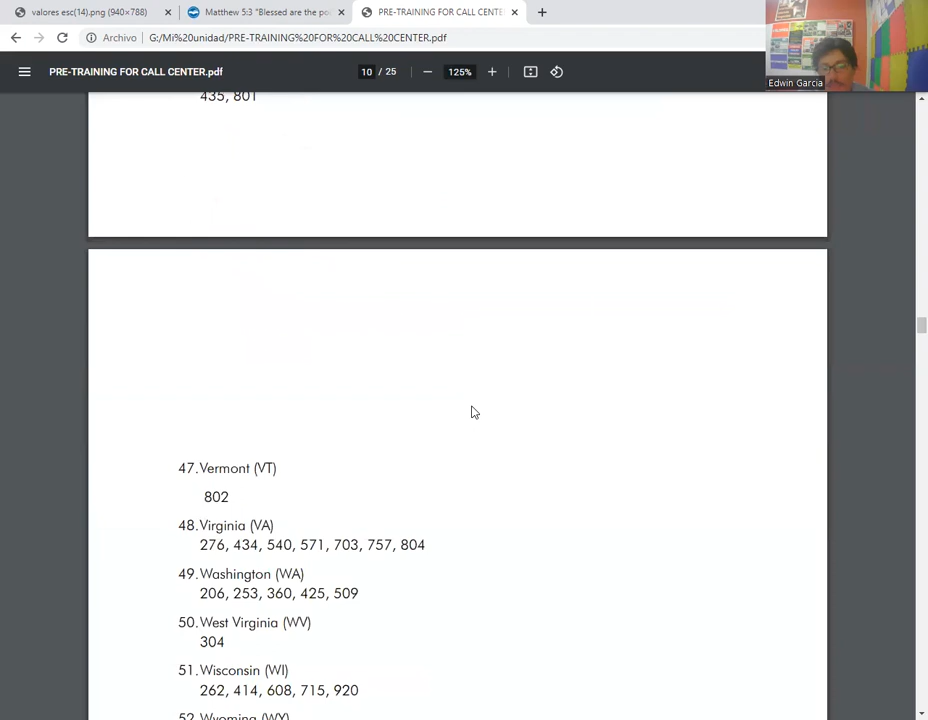 valores esc(14).png (940×788)
Matthew 5:3 "Blessed are the po
PRE-TRAINING FOR CALL CENTE
Archivo
G:/Mi%20unidad/PRE-TRAINING%20FOR%20CALL%20CENTER.pdf
PRE-TRAINING FOR CALL CENTER.pdf
10 / 25
125%
Edwin Garcia
435, 801
47. Vermont (VT)
802
48. Virginia (VA)
276, 434, 540, 571, 703, 757, 804
49. Washington (WA)
206, 253, 360, 425, 509
50. West Virginia (WV)
304
51. Wisconsin (WI)
262, 414, 608, 715, 920
52. Wyoming (WY)